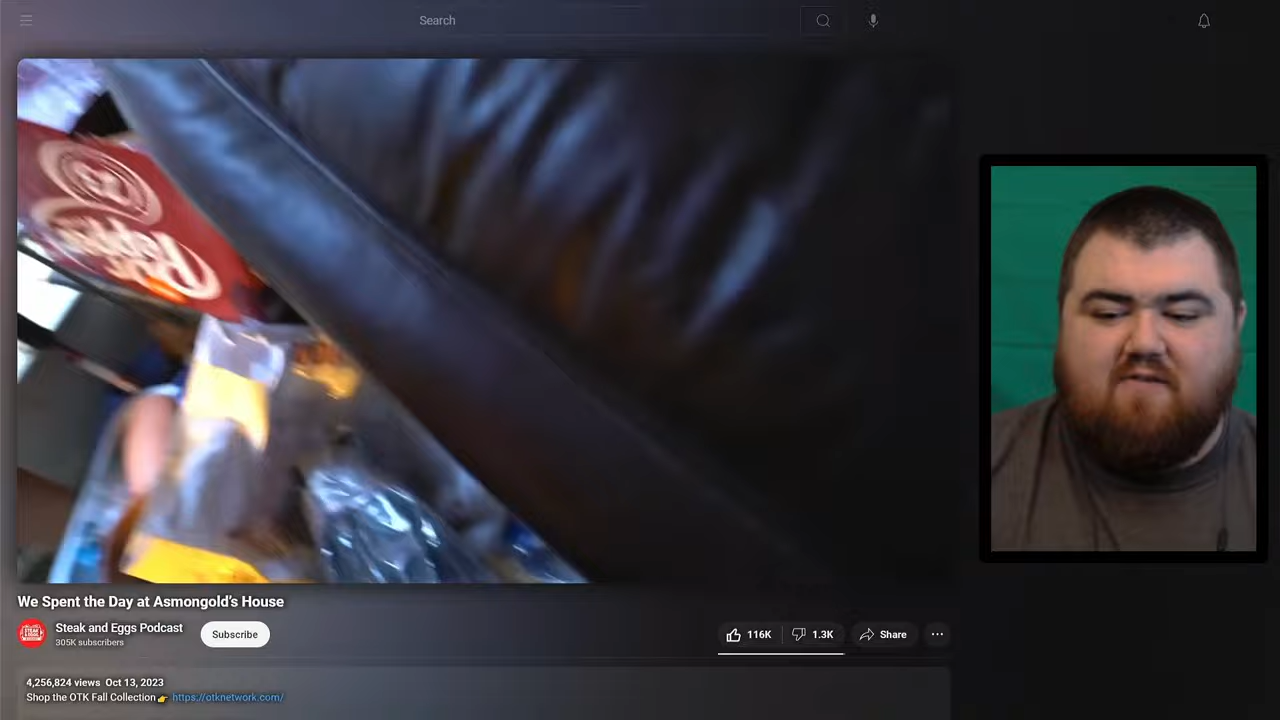 Search
We Spent the Day at Asmongold's House
Steak and Eggs Podcast
305K subscribers
Subscribe
116K
1.3K
Share
4,256,824 views Oct 13, 2023
Shop the OTK Fall Collection👉 https://otknetwork.com/